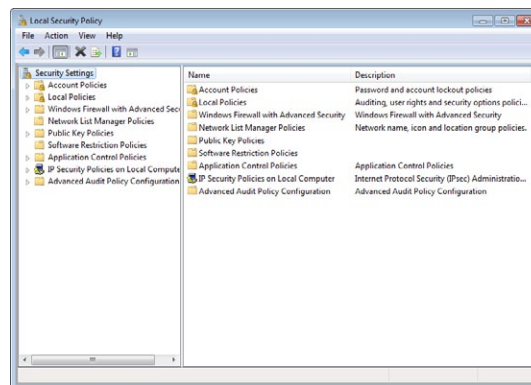 Local Security Policy
File Action View Help
Security Settings
Account Policies
Local Policies
Windows Firewall with Advanced Secu
Network List Manager Policies
Public Key Policies
Software Restriction Policies
Application Control Policies
IP Security Policies on Local Compute
Advanced Audit Policy Configuration
Name Description
Account Policies Password and account lockout policies
Local Policies Auditing, user rights and security options polici...
Windows Firewall with Advanced Security Windows Firewall with Advanced Security
Network List Manager Policies Network name, icon and location group policies.
Public Key Policies
Software Restriction Policies
Application Control Policies Application Control Policies
IP Security Policies on Local Computer Internet Protocol Security (IPsec) Administratio...
Advanced Audit Policy Configuration Advanced Audit Policy Configuration